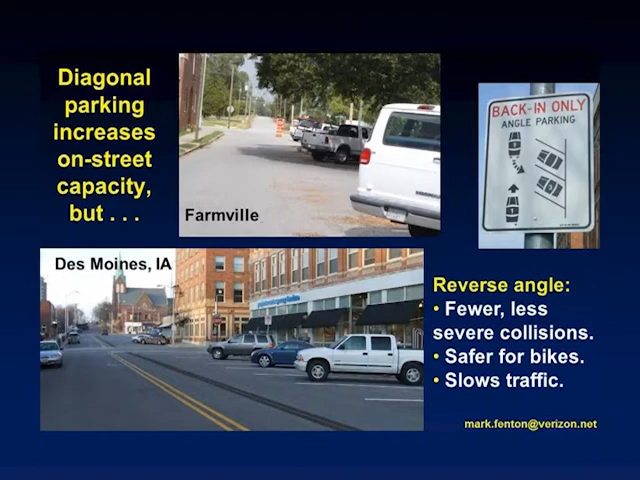 Diagonal
parking
increases
on-street
capacity,
but . . .
Farmville
BACK-IN ONLY
ANGLE PARKING
Des Moines, IA
Reverse angle:
• Fewer, less
severe collisions.
• Safer for bikes.
• Slows traffic.
mark.fenton@verizon.net